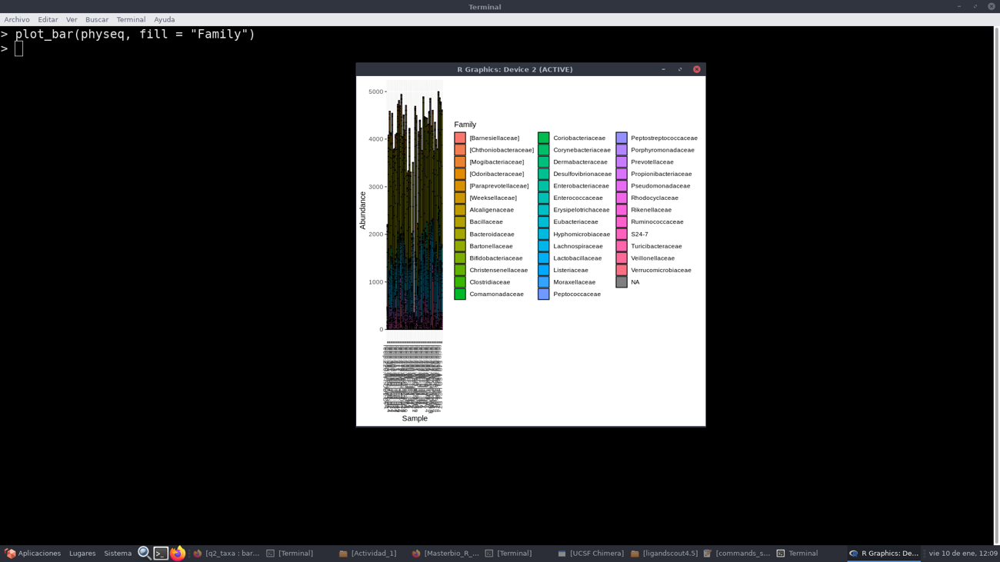 Terminal
Archivo Editar Ver Buscar Terminal Ayuda
> plot_bar(physeq, fill = "Family")
>
R Graphics: Device 2 (ACTIVE)
5000
4000
3000
2000
1000
0
Abundance
Sample
Family
[Barnesiellaceae]
[Chthoniobacteraceae]
[Mogibacteriaceae]
[Odoribacteraceae]
[Paraprevotellaceae]
[Weeksellaceae]
Alcaligenaceae
Bacillaceae
Bacteroidaceae
Bartonellaceae
Bifidobacteriaceae
Christensenellaceae
Clostridiaceae
Comamonadaceae
Coriobacteriaceae
Corynebacteriaceae
Dermabacteraceae
Desulfovibrionaceae
Enterobacteriaceae
Enterococcaceae
Erysipelotrichaceae
Eubacteriaceae
Hyphomicrobiaceae
Lachnospiraceae
Lactobacillaceae
Listeriaceae
Moraxellaceae
Peptococcaceae
Peptostreptococcaceae
Porphyromonadaceae
Prevotellaceae
Propionibacteriaceae
Pseudomonadaceae
Rhodocyclaceae
Rikenellaceae
Ruminococcaceae
S24-7
Turicibacteraceae
Veillonellaceae
Verrucomicrobiaceae
NA
Aplicaciones Lugares Sistema [q2_taxa : bar... [Terminal] [Actividad_1] [Masterbio_R_... [Terminal] [UCSF Chimera] [ligandscout4.5] [commands_s... Terminal R Graphics: De... vie 10 de ene, 12:09